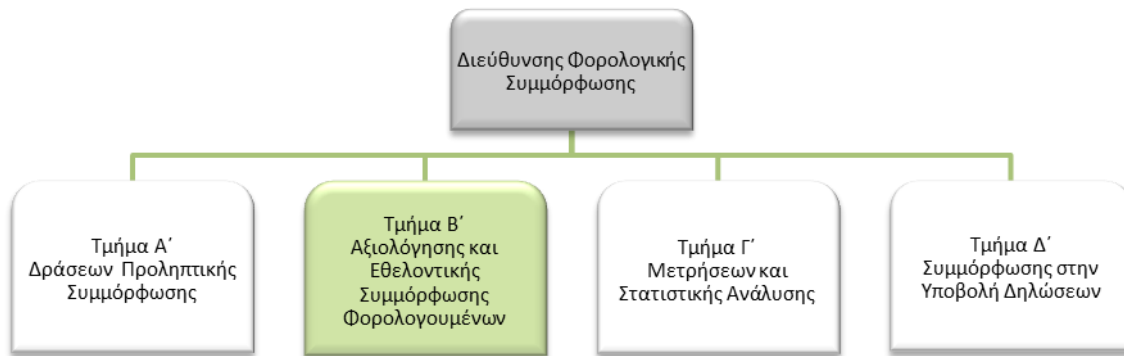 Διεύθυνσης Φορολογικής
Συμμόρφωσης
Τμήμα Α΄
Δράσεων Προληπτικής
Συμμόρφωσης
Τμήμα Β΄
Αξιολόγησης και
Εθελοντικής
Συμμόρφωσης
Φορολογουμένων
Τμήμα Γ΄
Μετρήσεων και
Στατιστικής Ανάλυσης
Τμήμα Δ΄
Συμμόρφωσης στην
Υποβολή Δηλώσεων